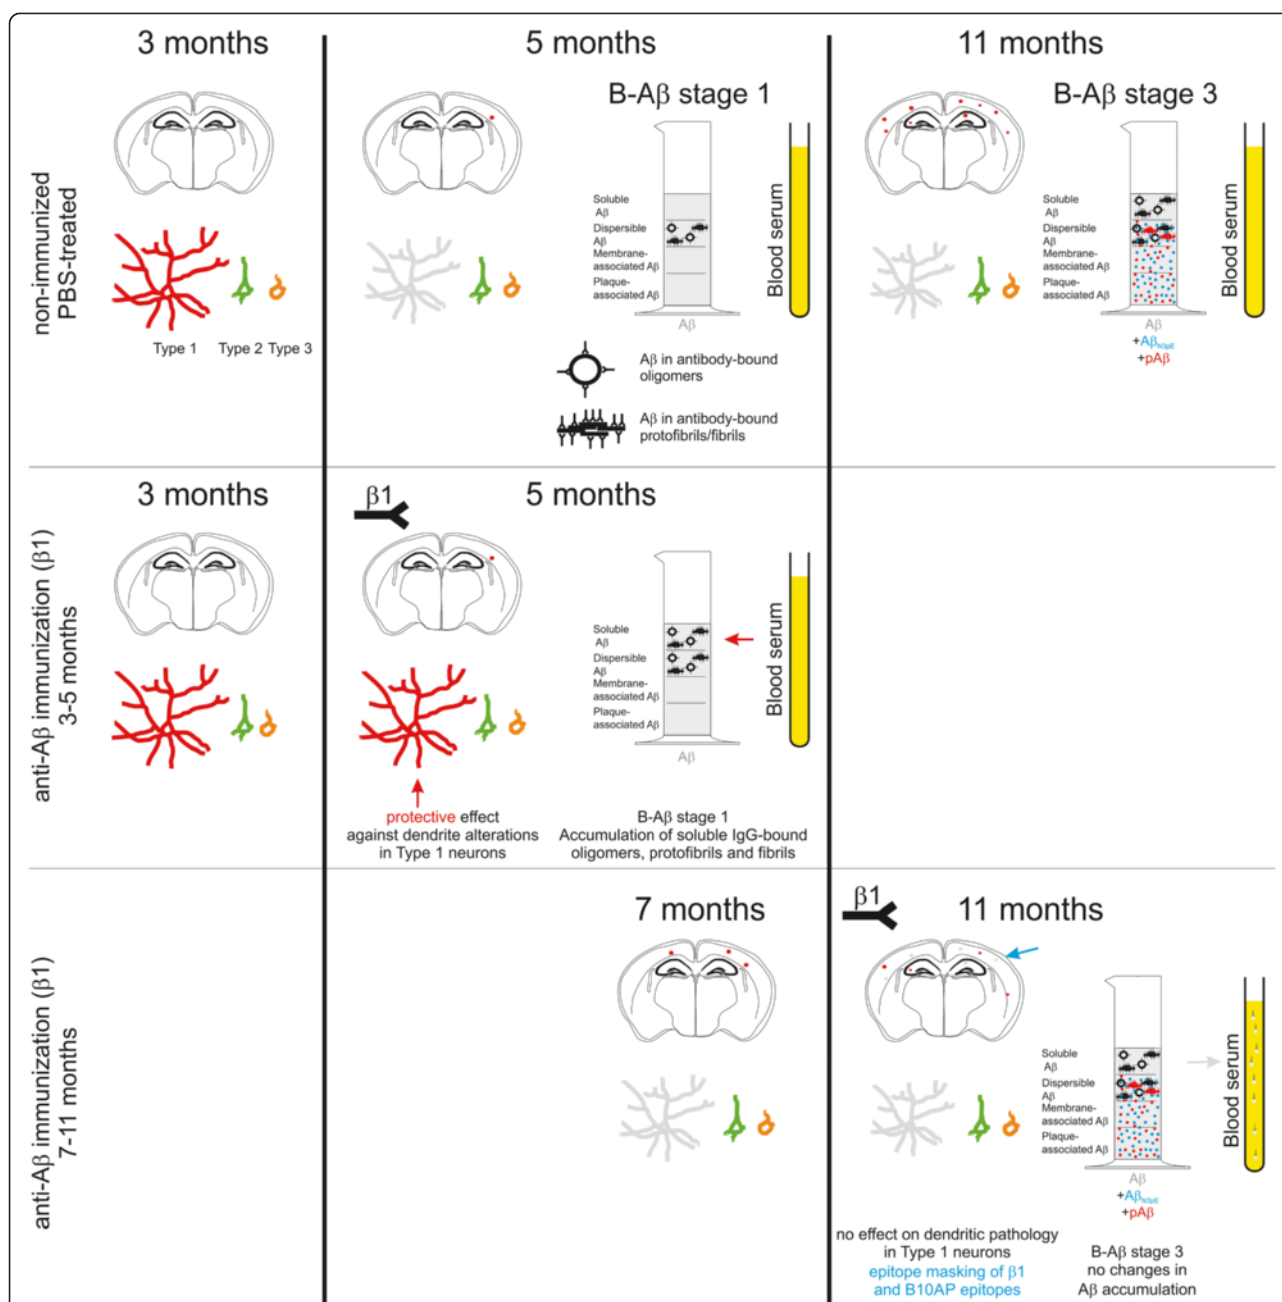 3 months
5 months
11 months
non-immunized
PBS-treated
B-Aβ stage 1
B-Aβ stage 3
Soluble
Aβ
Dispersible
Aβ
Membrane-
associated Aβ
Plaque-
associated Aβ
Aβ
Blood serum
Soluble
Aβ
Dispersible
Aβ
Membrane-
associated Aβ
Plaque-
associated Aβ
Aβ
+AβN3pE
+pAβ
Blood serum
Type 1
Type 2
Type 3
Aβ in antibody-bound
oligomers
Aβ in antibody-bound
protofibrils/fibrils
anti-Aβ immunization (β1)
3-5 months
3 months
β1
5 months
Soluble
Aβ
Dispersible
Aβ
Membrane-
associated Aβ
Plaque-
associated Aβ
Aβ
Blood serum
protective effect
against dendrite alterations
in Type 1 neurons
B-Aβ stage 1
Accumulation of soluble IgG-bound
oligomers, protofibrils and fibrils
anti-Aβ immunization (β1)
7-11 months
7 months
β1
11 months
Soluble
Aβ
Dispersible
Aβ
Membrane-
associated Aβ
Plaque-
associated Aβ
Aβ
+AβN3pE
+pAβ
Blood serum
no effect on dendritic pathology
in Type 1 neurons
epitope masking of β1
and B10AP epitopes
B-Aβ stage 3
no changes in
Aβ accumulation